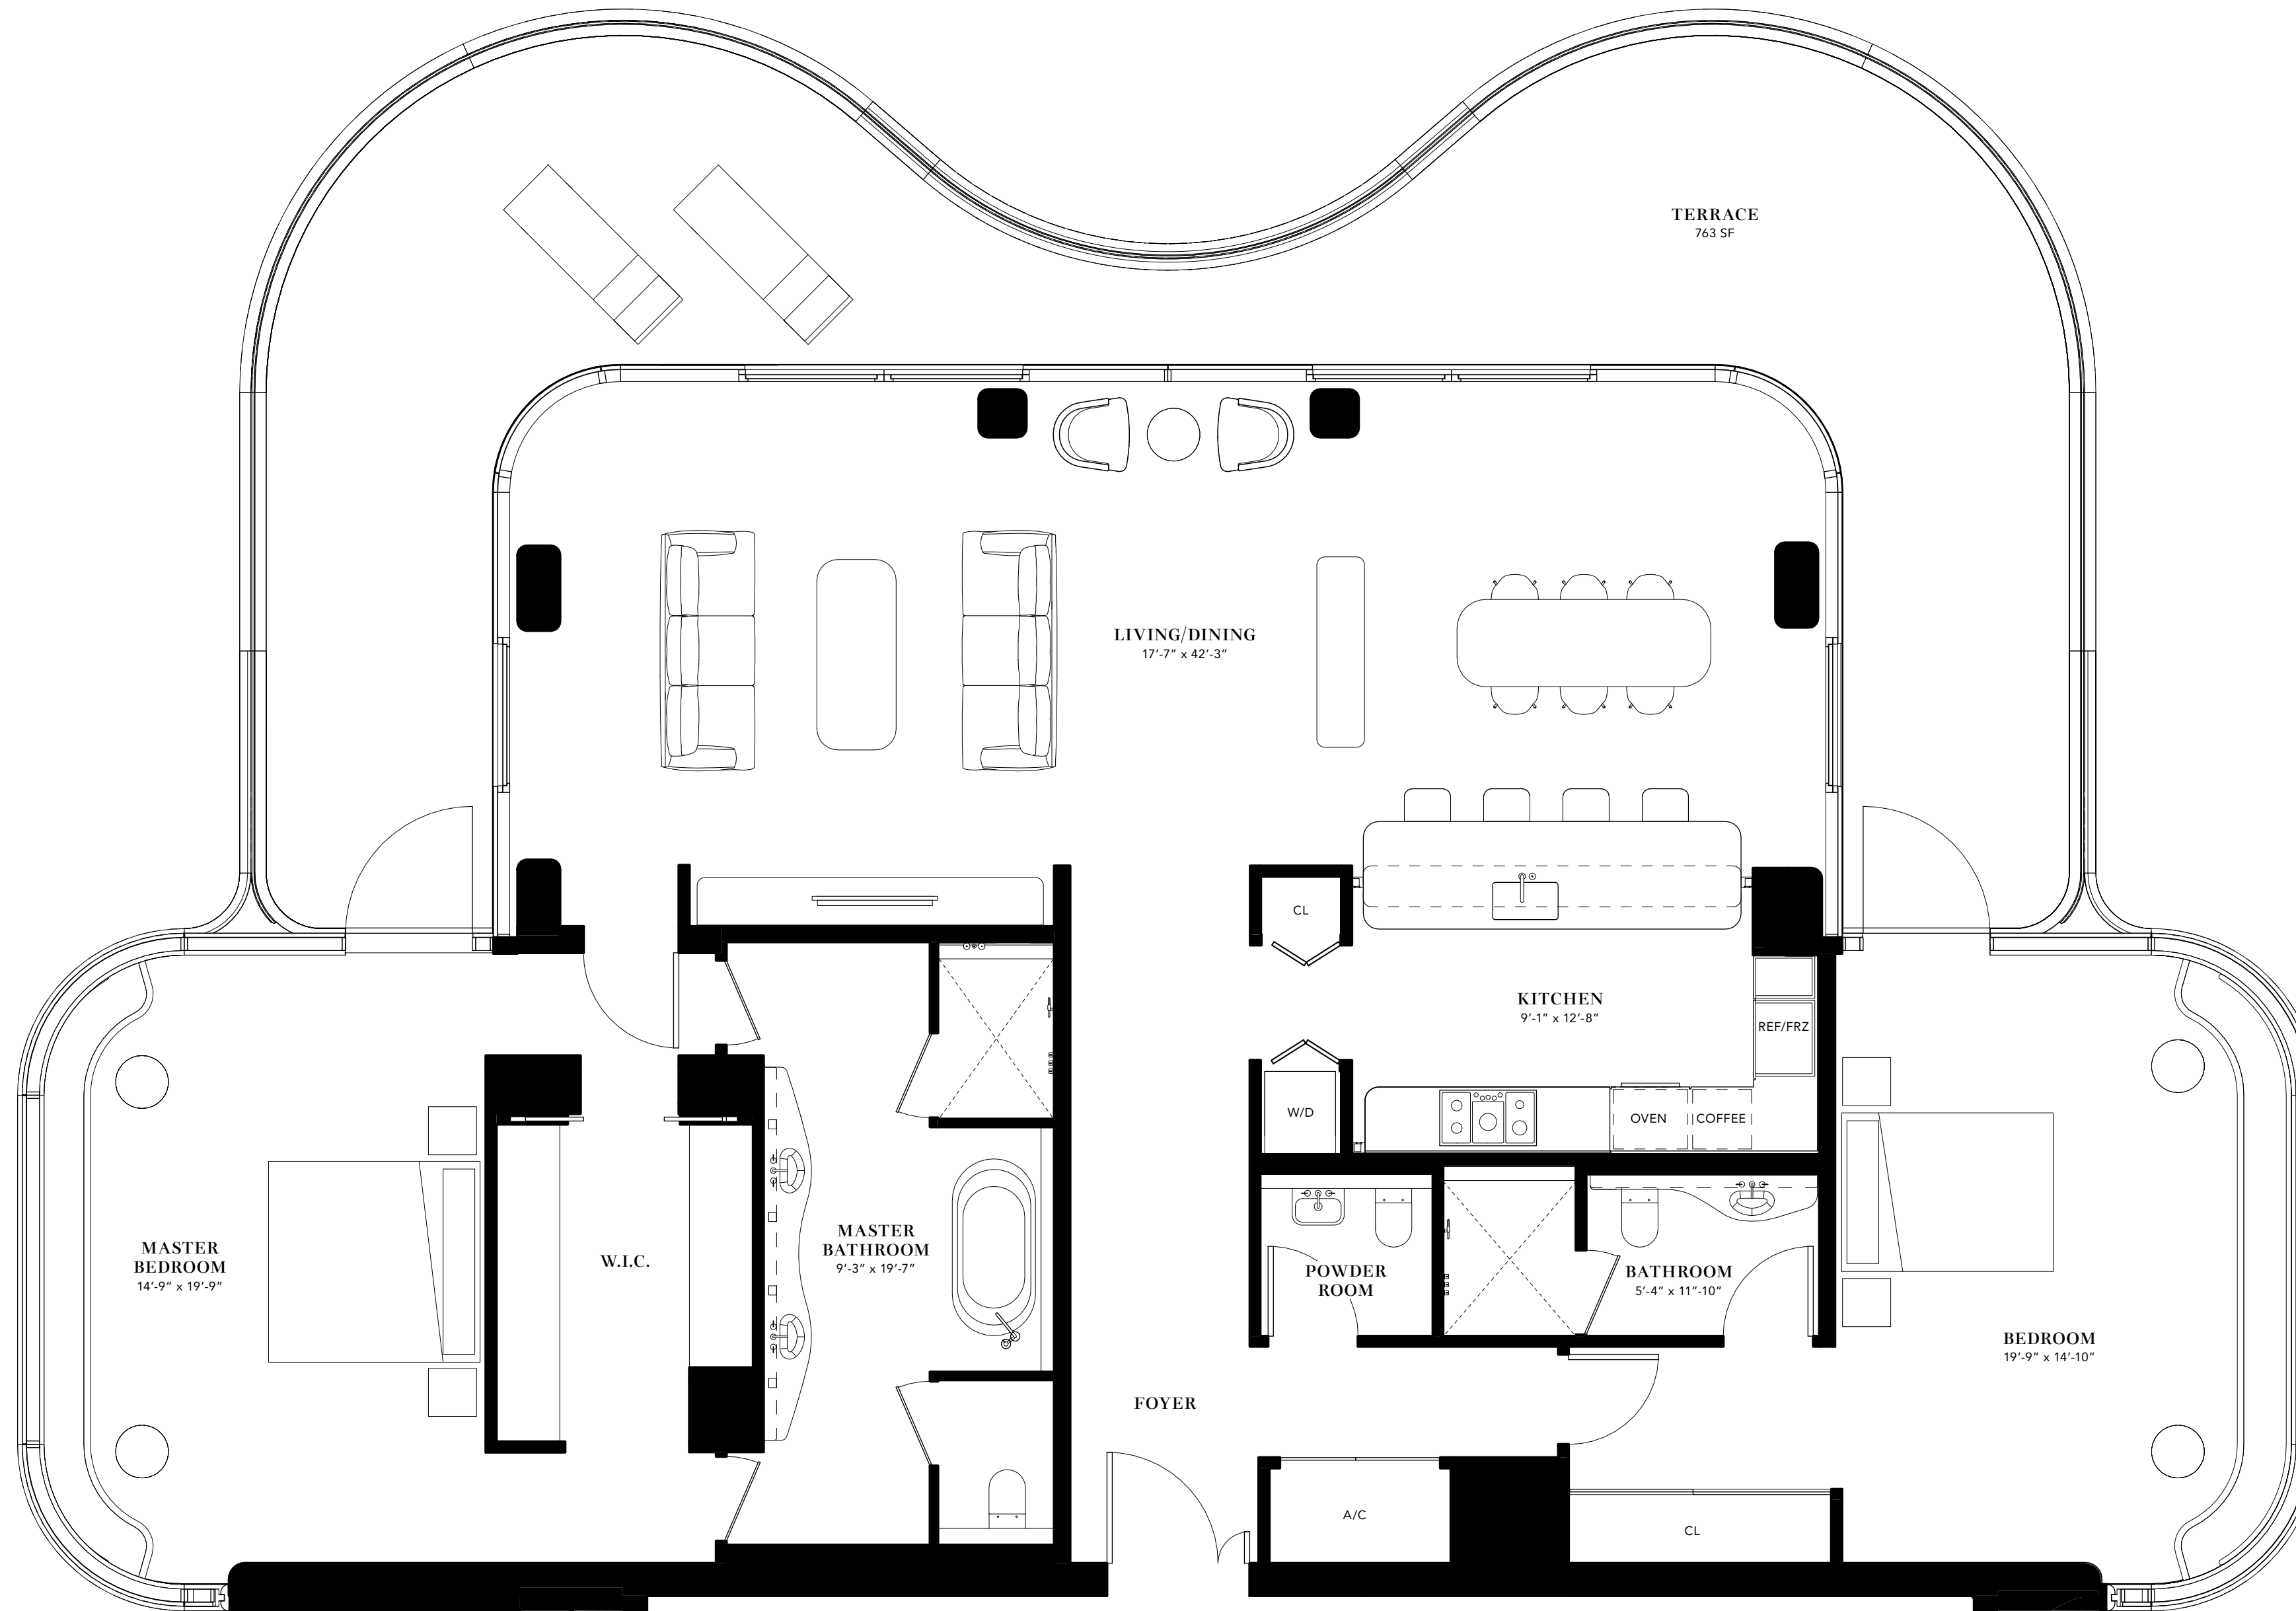 TERRACE
763 SF
LIVING/DINING
17’-7” x 42’-3”
CL
KITCHEN
9’-1” x 12’-8”
REF/FRZ
W/D
OVEN
COFFEE
MASTER
BEDROOM
14’-9” x 19’-9”
W.I.C.
MASTER
BATHROOM
9’-3” x 19’-7”
POWDER
ROOM
BATHROOM
5’-4” x 11”-10”
BEDROOM
19’-9” x 14’-10”
FOYER
A/C
CL